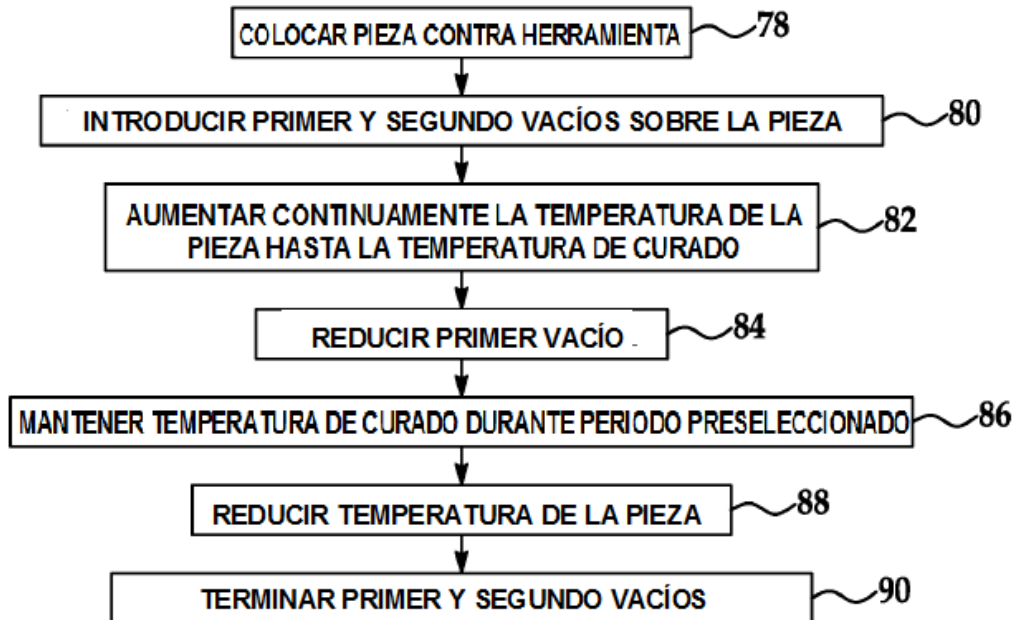 COLOCAR PIEZA CONTRA HERRAMIENTA 78
INTRODUCIR PRIMER Y SEGUNDO VACÍOS SOBRE LA PIEZA 80
AUMENTAR CONTINUAMENTE LA TEMPERATURA DE LA
PIEZA HASTA LA TEMPERATURA DE CURADO 82
REDUCIR PRIMER VACÍO 84
MANTENER TEMPERATURA DE CURADO DURANTE PERIODO PRESELECCIONADO 86
REDUCIR TEMPERATURA DE LA PIEZA 88
TERMINAR PRIMER Y SEGUNDO VACÍOS 90